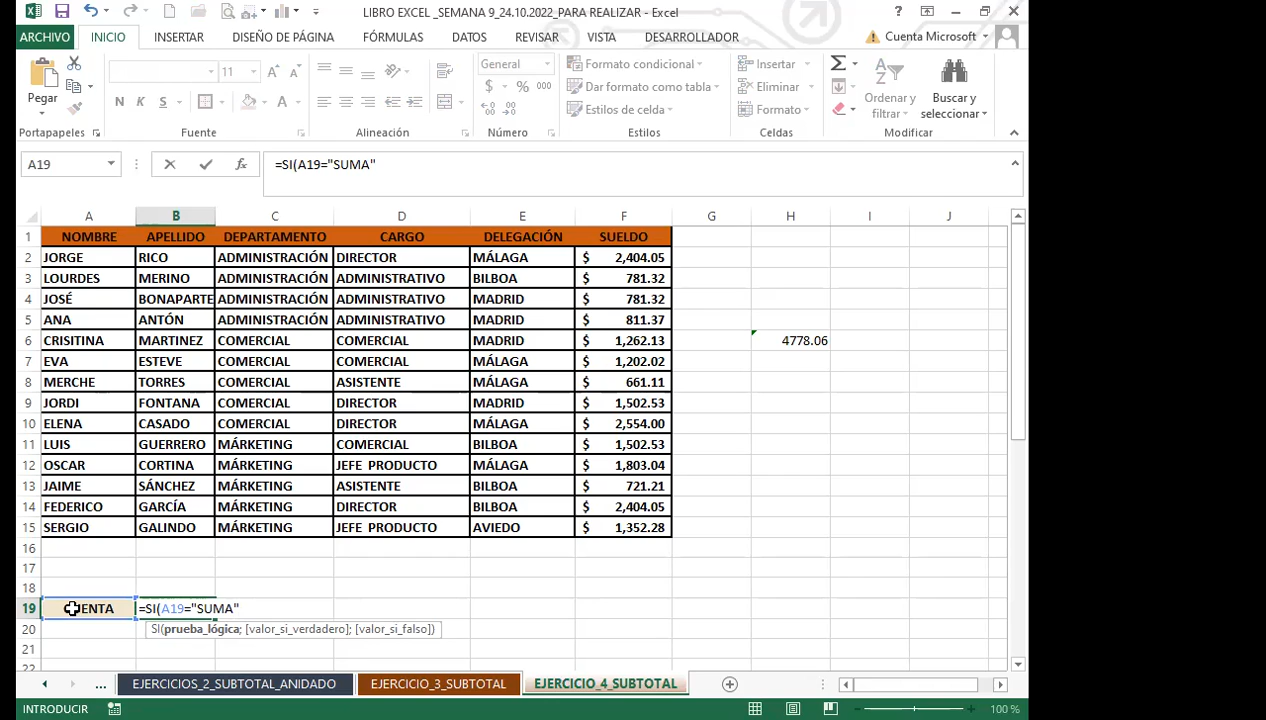 LIBRO EXCEL _SEMANA 9_24.10.2022_PARA REALIZAR - Excel
ARCHIVO INICIO INSERTAR DISEÑO DE PÁGINA FÓRMULAS DATOS REVISAR VISTA DESARROLLADOR Cuenta Microsoft
11 General Formato condicional Insertar
Pegar N K S A $ % 000 Dar formato como tabla Eliminar Ordenar y Buscar y
Estilos de celda Formato filtrar seleccionar
Portapapeles Fuente Alineación Número Estilos Celdas Modificar
A19 fx =SI(A19="SUMA"
A B C D E F G H I J
1 NOMBRE APELLIDO DEPARTAMENTO CARGO DELEGACIÓN SUELDO
2 JORGE RICO ADMINISTRACIÓN DIRECTOR MÁLAGA $ 2,404.05
3 LOURDES MERINO ADMINISTRACIÓN ADMINISTRATIVO BILBOA $ 781.32
4 JOSÉ BONAPARTE ADMINISTRACIÓN ADMINISTRATIVO MADRID $ 781.32
5 ANA ANTÓN ADMINISTRACIÓN ADMINISTRATIVO MADRID $ 811.37
6 CRISITINA MARTINEZ COMERCIAL COMERCIAL MADRID $ 1,262.13 4778.06
7 EVA ESTEVE COMERCIAL COMERCIAL MÁLAGA $ 1,202.02
8 MERCHE TORRES COMERCIAL ASISTENTE MÁLAGA $ 661.11
9 JORDI FONTANA COMERCIAL DIRECTOR MADRID $ 1,502.53
10 ELENA CASADO COMERCIAL DIRECTOR MÁLAGA $ 2,554.00
11 LUIS GUERRERO MÁRKETING COMERCIAL BILBOA $ 1,502.53
12 OSCAR CORTINA MÁRKETING JEFE PRODUCTO MÁLAGA $ 1,803.04
13 JAIME SÁNCHEZ MÁRKETING ASISTENTE BILBOA $ 721.21
14 FEDERICO GARCÍA MÁRKETING DIRECTOR BILBOA $ 2,404.05
15 SERGIO GALINDO MÁRKETING JEFE PRODUCTO AVIEDO $ 1,352.28
16
17
18
19 CUENTA =SI(A19="SUMA"
20 SI(prueba_lógica; [valor_si_verdadero]; [valor_si_falso])
21
22
... EJERCICIOS_2_SUBTOTAL_ANIDADO EJERCICIO_3_SUBTOTAL EJERCICIO_4_SUBTOTAL
INTRODUCIR 100 %